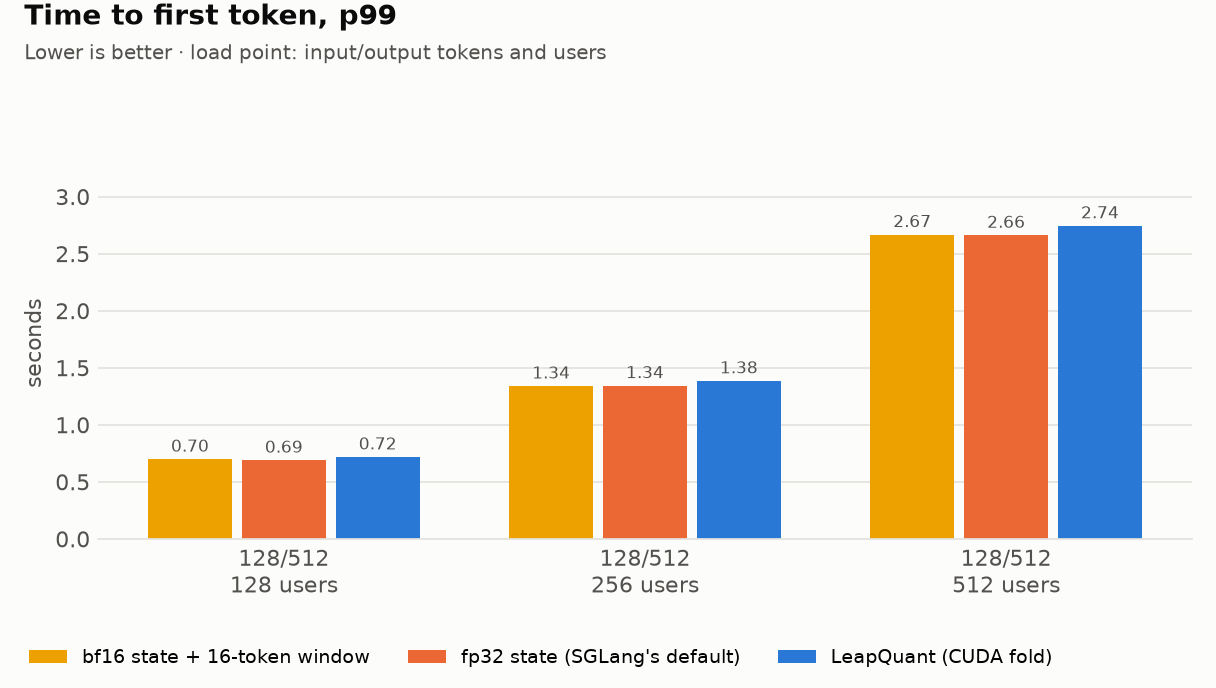 Time to first token, p99
Lower is better · load point: input/output tokens and users
seconds
3.0
2.5
2.0
1.5
1.0
0.5
0.0
0.70
0.69
0.72
1.34
1.34
1.38
2.67
2.66
2.74
128/512
128 users
128/512
256 users
128/512
512 users
bf16 state + 16-token window
fp32 state (SGLang's default)
LeapQuant (CUDA fold)